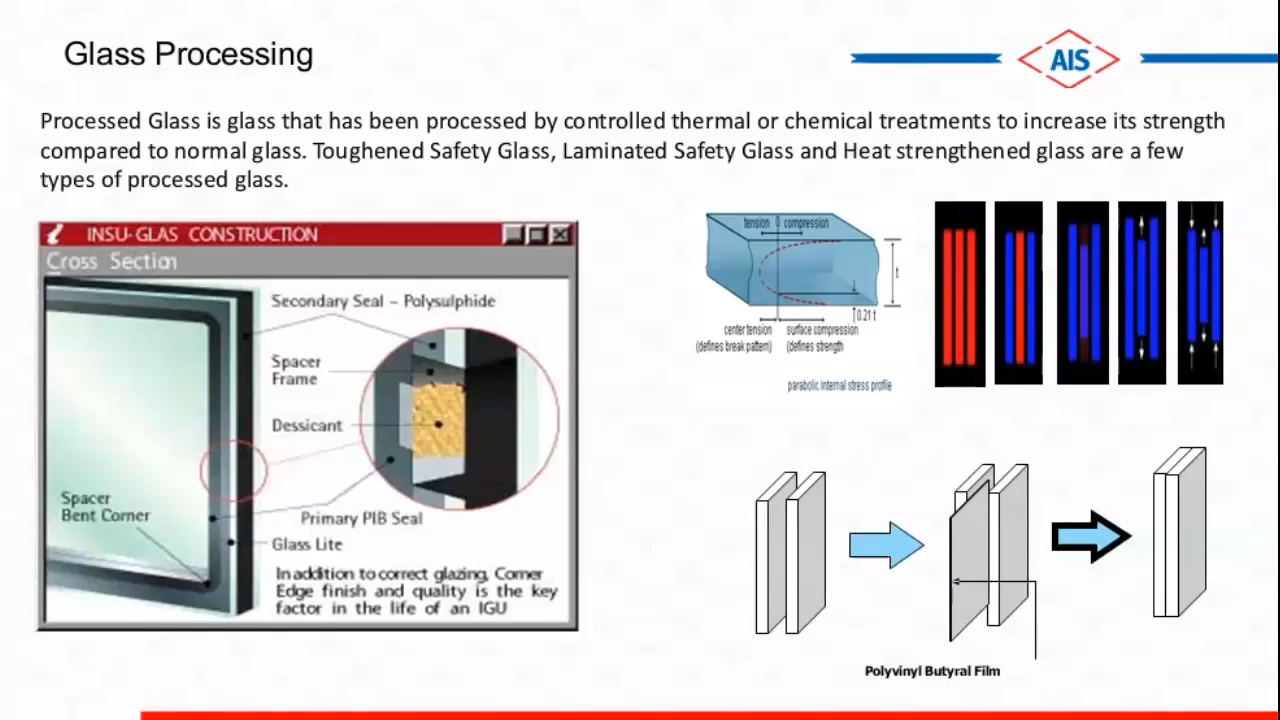 Glass Processing
AIS
Processed Glass is glass that has been processed by controlled thermal or chemical treatments to increase its strength
compared to normal glass. Toughened Safety Glass, Laminated Safety Glass and Heat strengthened glass are a few
types of processed glass.
INSU-GLAS CONSTRUCTION
Cross Section
Secondary Seal – Polysulphide
Spacer
Frame
Dessicant
Spacer
Bent Corner
Primary PIB Seal
Glass Lite
In addition to correct glazing, Corner
Edge finish and quality is the key
factor in the life of an IGU
tension 0 compression
t
0.21 t
center tension
(defines break pattern)
surface compression
(defines strength
parabolic internal stress profile
Polyvinyl Butyral Film